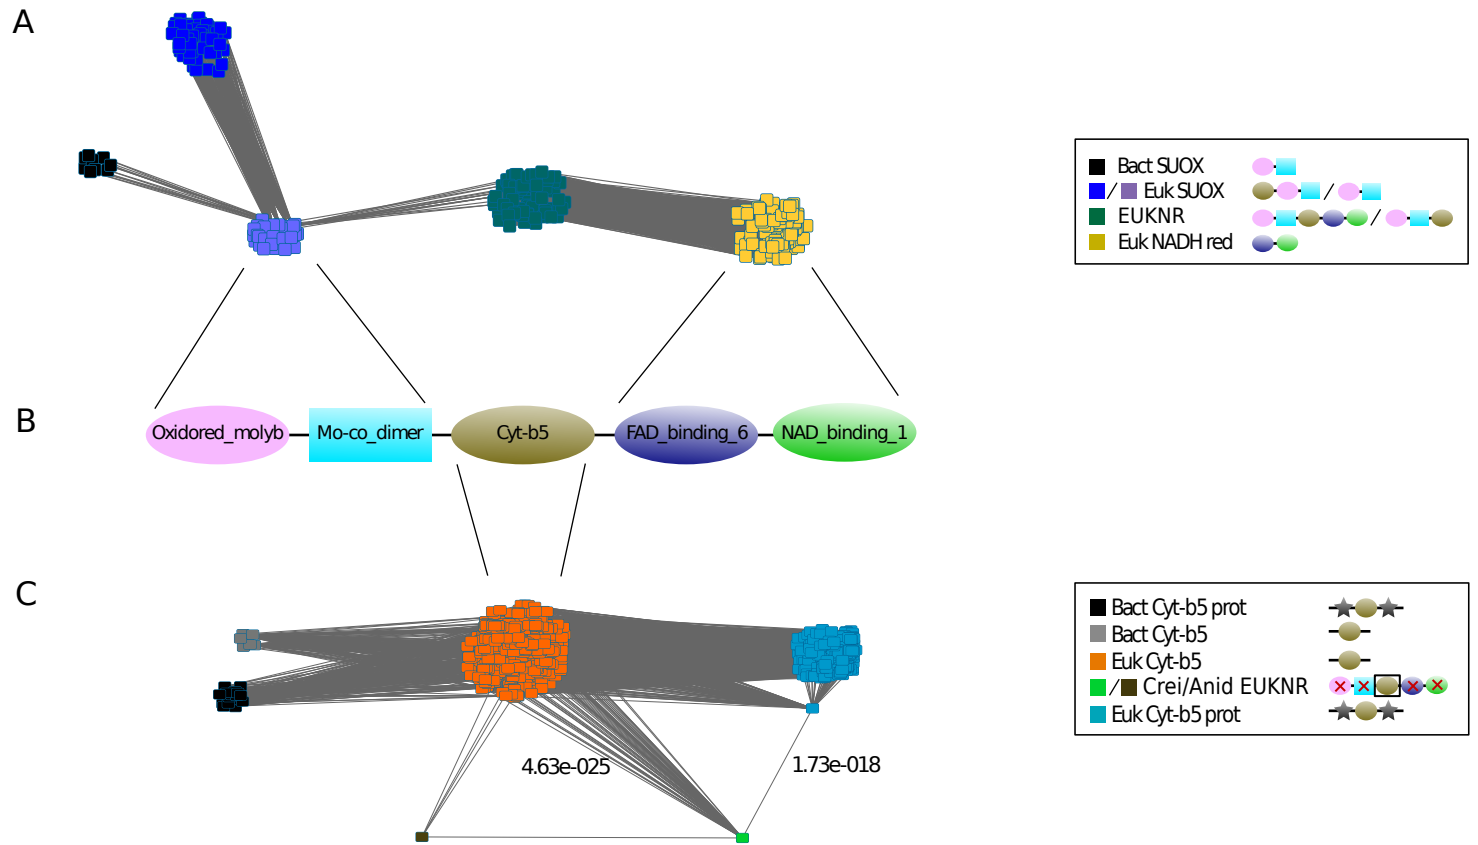 A
Bact SUOX
/ Euk SUOX /
EUKNR /
Euk NADH red
B
Oxidored_molyb Mo-co_dimer Cyt-b5 FAD_binding_6 NAD_binding_1
C
Bact Cyt-b5 prot
Bact Cyt-b5
Euk Cyt-b5
/ Crei/Anid EUKNR
Euk Cyt-b5 prot
4.63e-025
1.73e-018